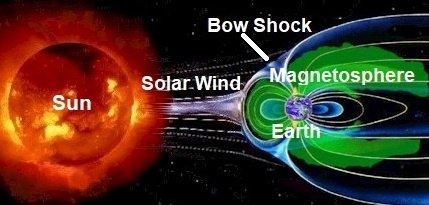 Bow Shock
Solar Wind
Magnetosphere
Sun
Earth